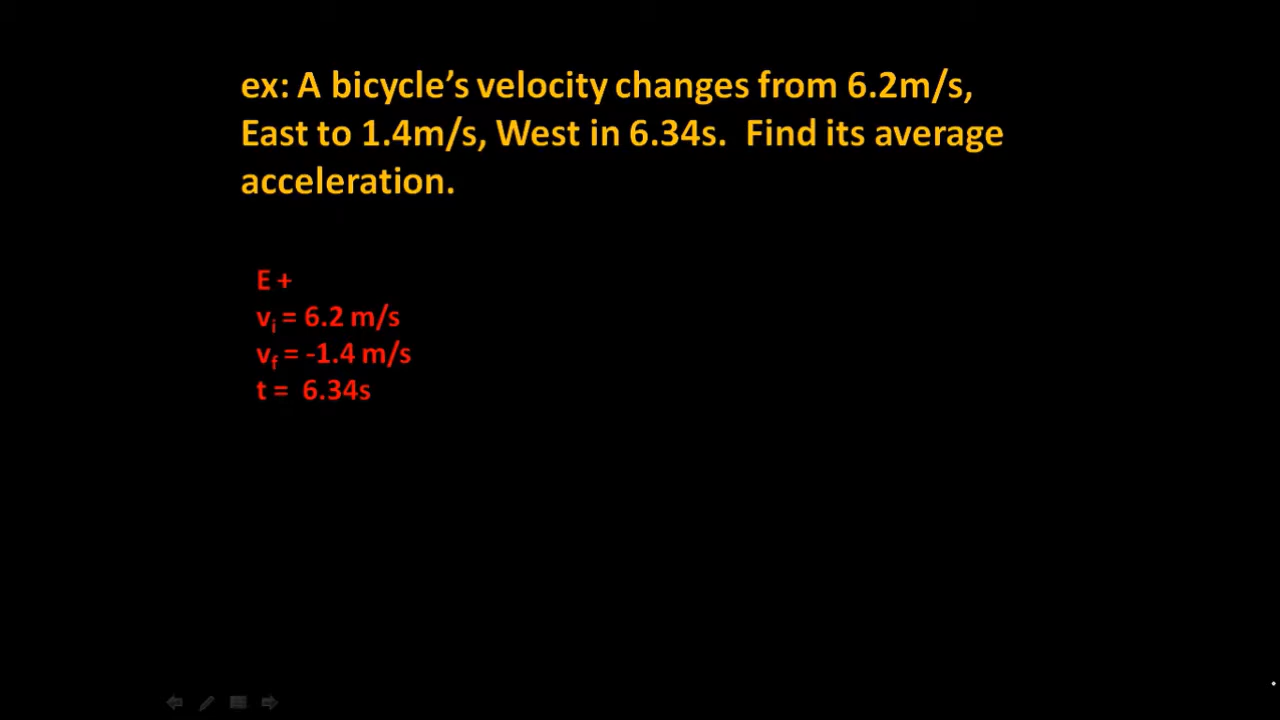 ex: A bicycle’s velocity changes from 6.2m/s,
East to 1.4m/s, West in 6.34s.  Find its average
acceleration.
E +
vᵢ = 6.2 m/s
v_f = -1.4 m/s
t =  6.34s